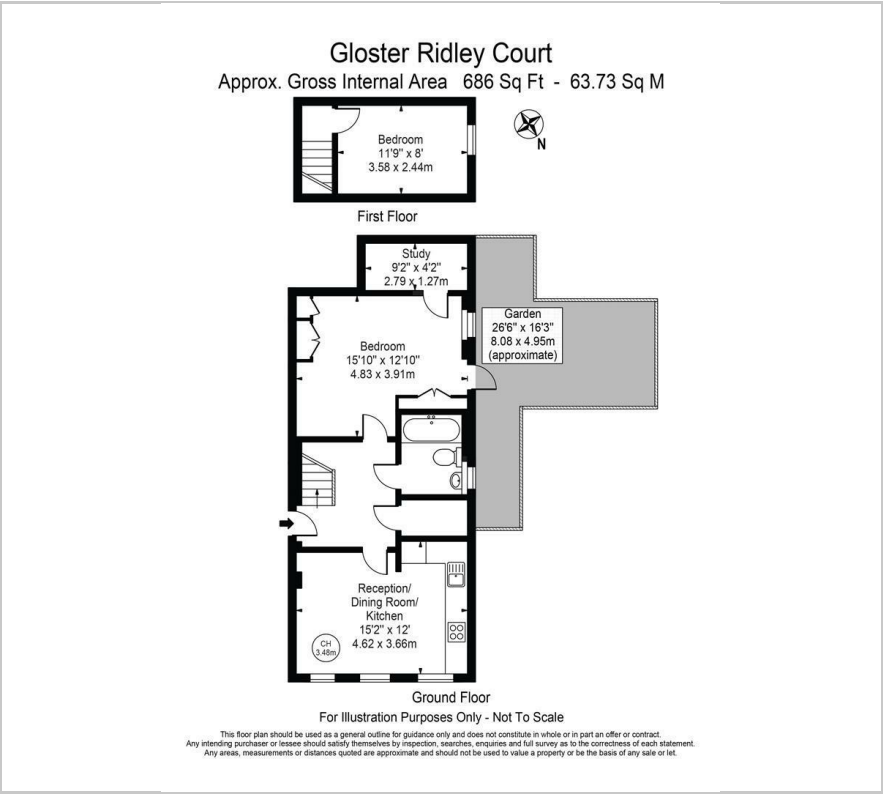 Gloster Ridley Court
Approx. Gross Internal Area 686 Sq Ft - 63.73 Sq M
N
Bedroom
11'9" x 8'
3.58 x 2.44m
First Floor
Study
9'2" x 4'2"
2.79 x 1.27m
Garden
26'6" x 16'3"
8.08 x 4.95m
(approximate)
Bedroom
15'10" x 12'10"
4.83 x 3.91m
Reception/
Dining Room/
Kitchen
15'2" x 12'
4.62 x 3.66m
CH
3.48m
Ground Floor
For Illustration Purposes Only - Not To Scale
This floor plan should be used as a general outline for guidance only and does not constitute in whole or in part an offer or contract.
Any intending purchaser or lessee should satisfy themselves by inspection, searches, enquiries and full survey as to the correctness of each statement.
Any areas, measurements or distances quoted are approximate and should not be used to value a property or be the basis of any sale or let.